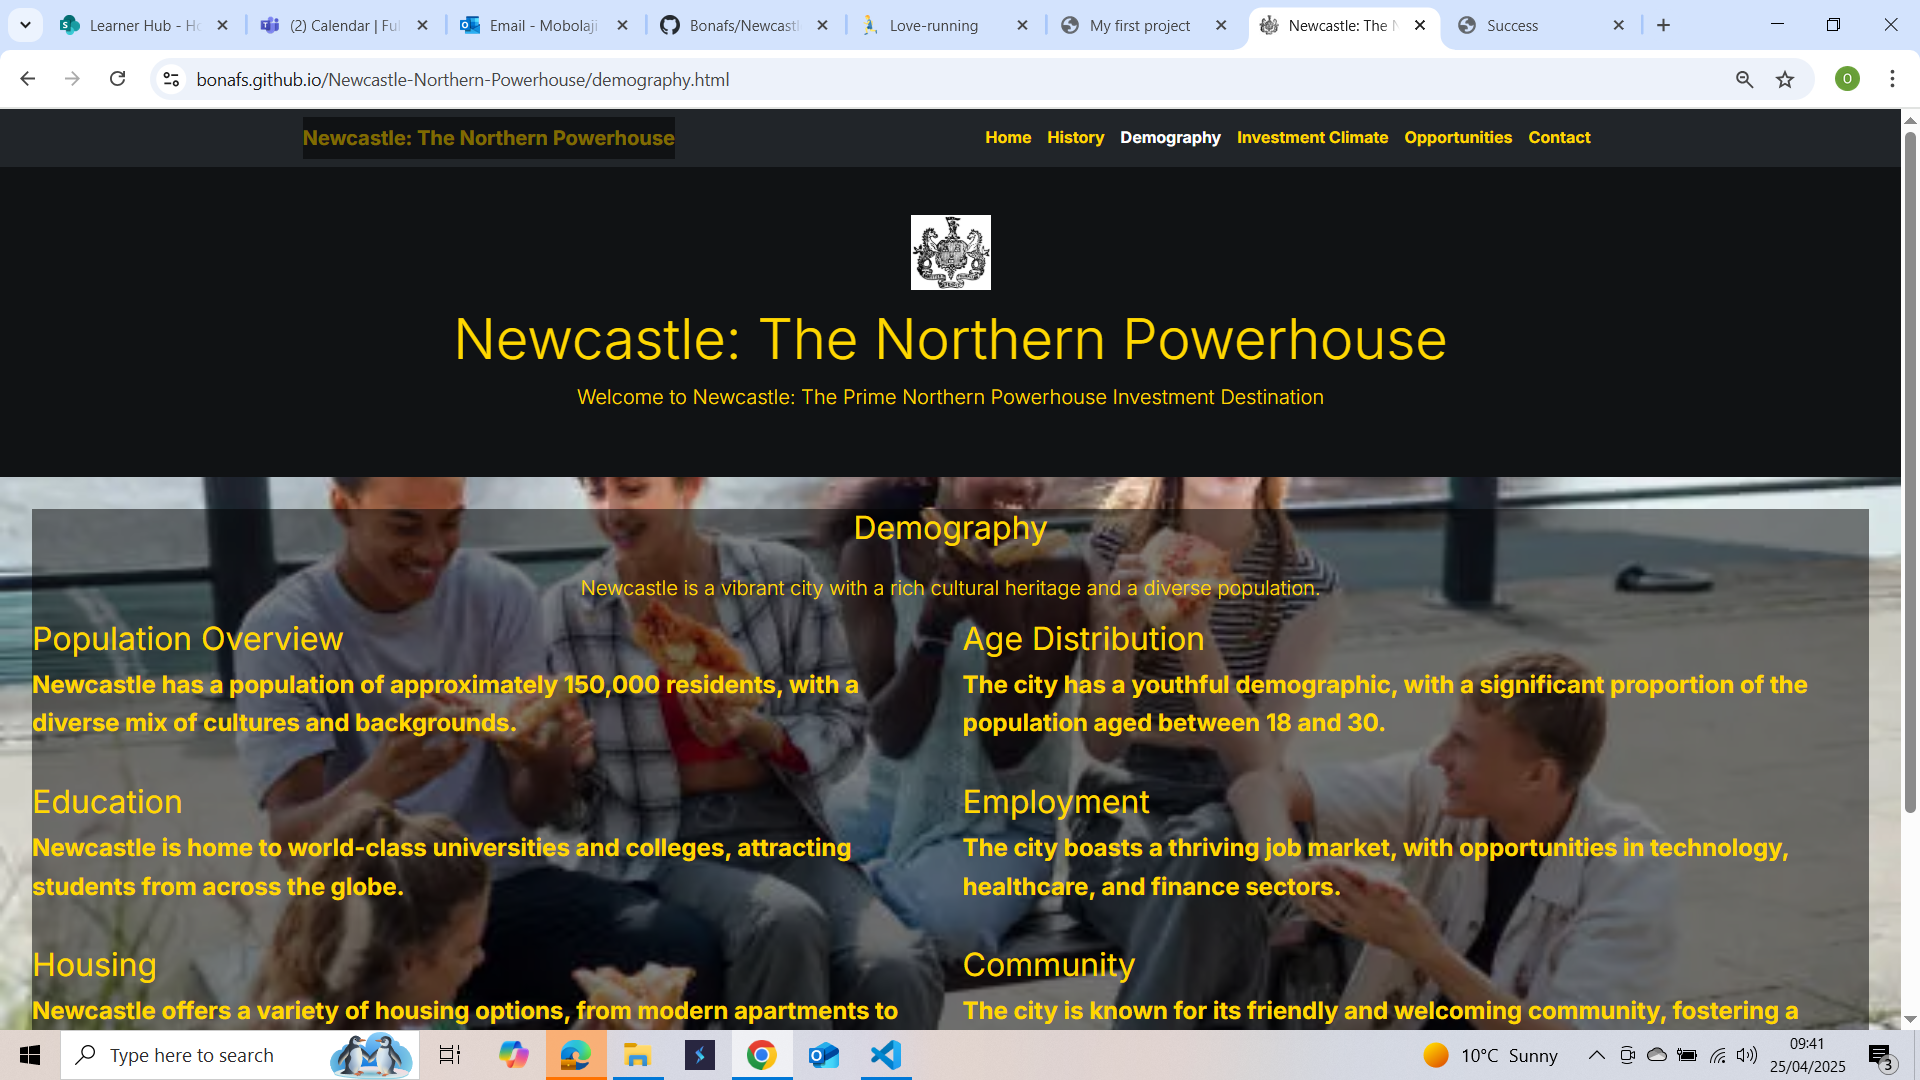 Learner Hub - Ho
(2) Calendar | Ful
Email - Mobolaji
Bonafs/Newcastl
Love-running
My first project
Newcastle: The N
Success
bonafs.github.io/Newcastle-Northern-Powerhouse/demography.html
O
Newcastle: The Northern Powerhouse
Home History Demography Investment Climate Opportunities Contact
Newcastle: The Northern Powerhouse
Welcome to Newcastle: The Prime Northern Powerhouse Investment Destination
Demography
Newcastle is a vibrant city with a rich cultural heritage and a diverse population.
Population Overview
Newcastle has a population of approximately 150,000 residents, with a
diverse mix of cultures and backgrounds.
Age Distribution
The city has a youthful demographic, with a significant proportion of the
population aged between 18 and 30.
Education
Newcastle is home to world-class universities and colleges, attracting
students from across the globe.
Employment
The city boasts a thriving job market, with opportunities in technology,
healthcare, and finance sectors.
Housing
Newcastle offers a variety of housing options, from modern apartments to
Community
The city is known for its friendly and welcoming community, fostering a
Type here to search
10°C Sunny
09:41
25/04/2025
3